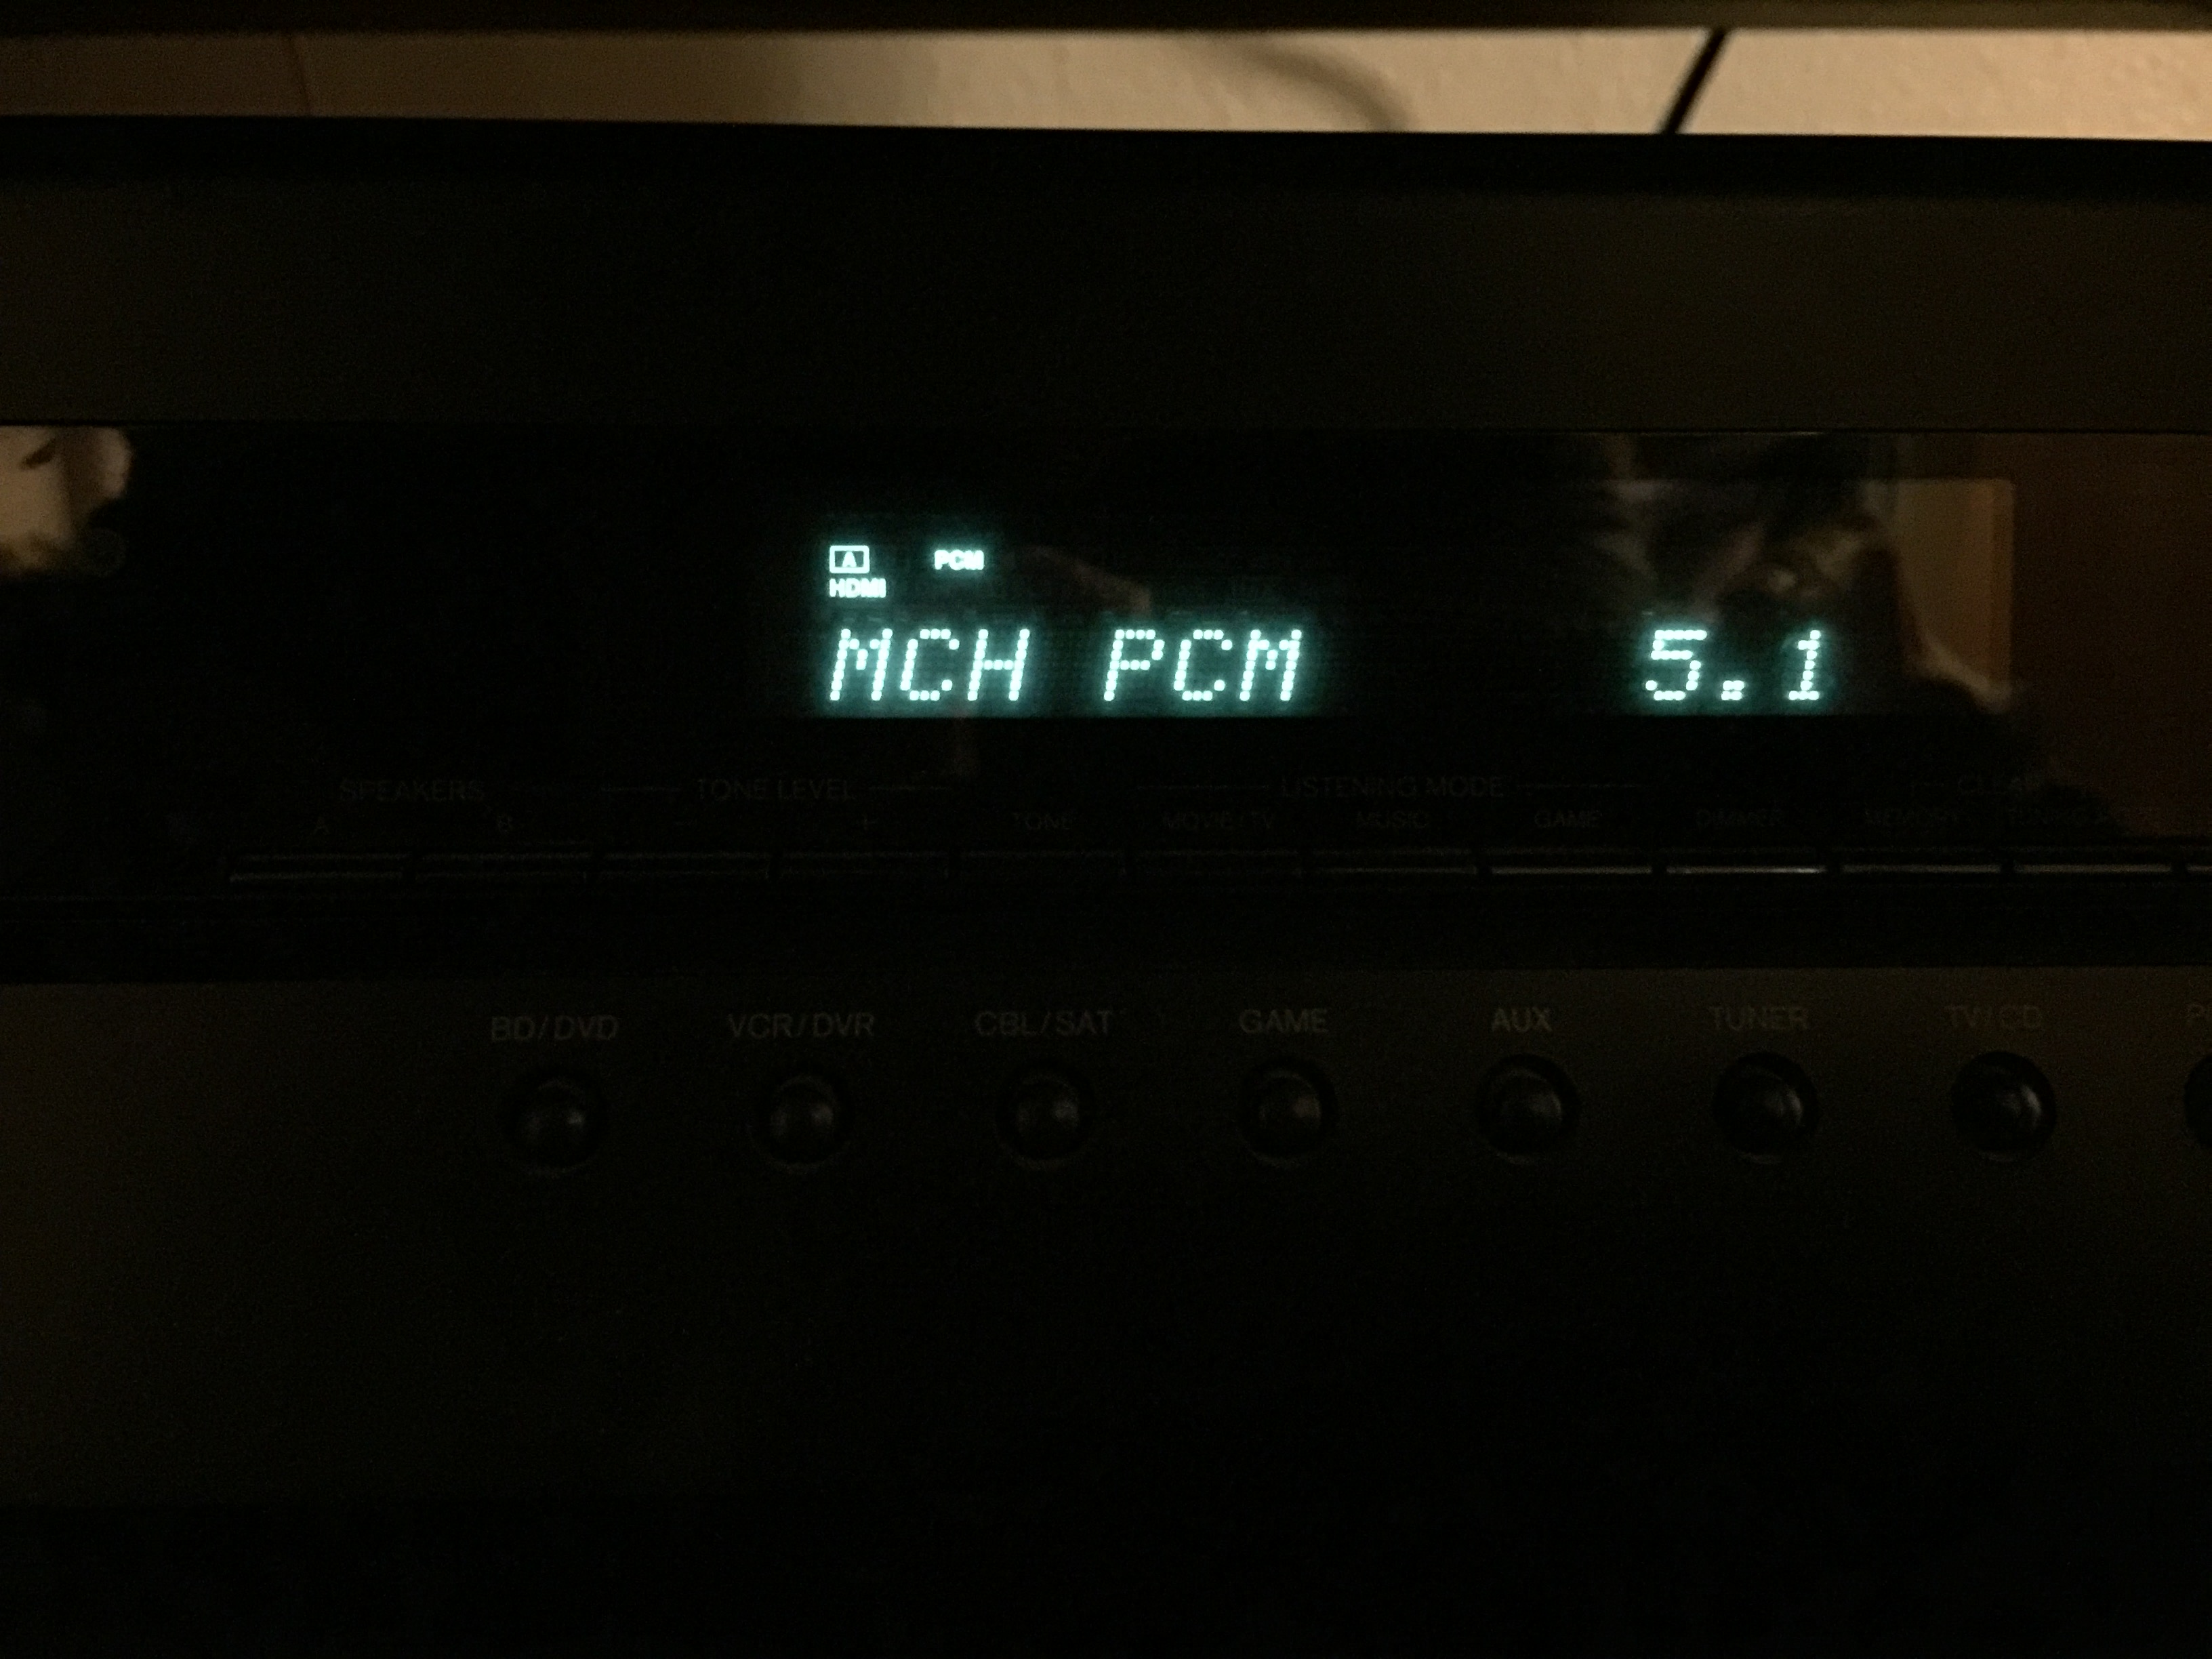 A PCM
HDMI
MCH PCM 5.1
SPEAKERS TONE LEVEL LISTENING MODE CLEAR
A B - + TONE MOVIE/TV MUSIC GAME DIMMER MEMORY
BD/DVD VCR/DVR CBL/SAT GAME AUX TUNER TV/CD